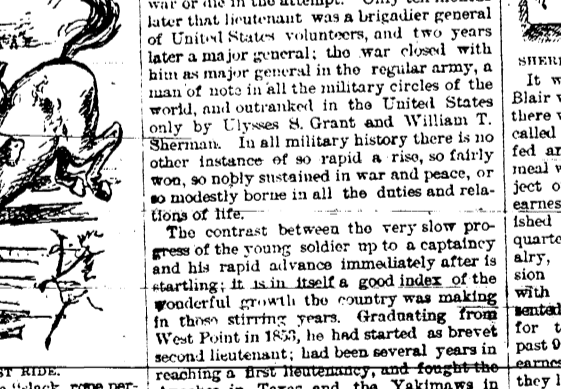 war or die in the attempt. Only ten months
later that lieutenant was a brigadier general
of United States volunteers, and two years
later a major general; the war closed with
him as major general in the regular army, a
man of note in all the military circles of the
world, and outranked in the United States
only by Ulysses S. Grant and William T.
Sherman. In all military history there is no
other instance of so rapid a rise, so fairly
won, so nobly sustained in war and peace, or
so modestly borne in all the duties and rela-
tions of life.
The contrast between the very slow pro-
gress of the young soldier up to a captaincy
and his rapid advance immediately after is
startling; it is in itself a good index of the
wonderful growth the country was making
in those stirring years. Graduating from
West Point in 1853, he had started as brevet
second lieutenant; had been several years in
reaching a first lieutenancy, and fought the
in Texas and the Yakimaws in
ST RIDE.
SHER
It w
Blair
there
called
fed ar
meal w
ject o
earnes
ished
quarte
alry,
sion
with
sented
for t
past 9
earnes
they l